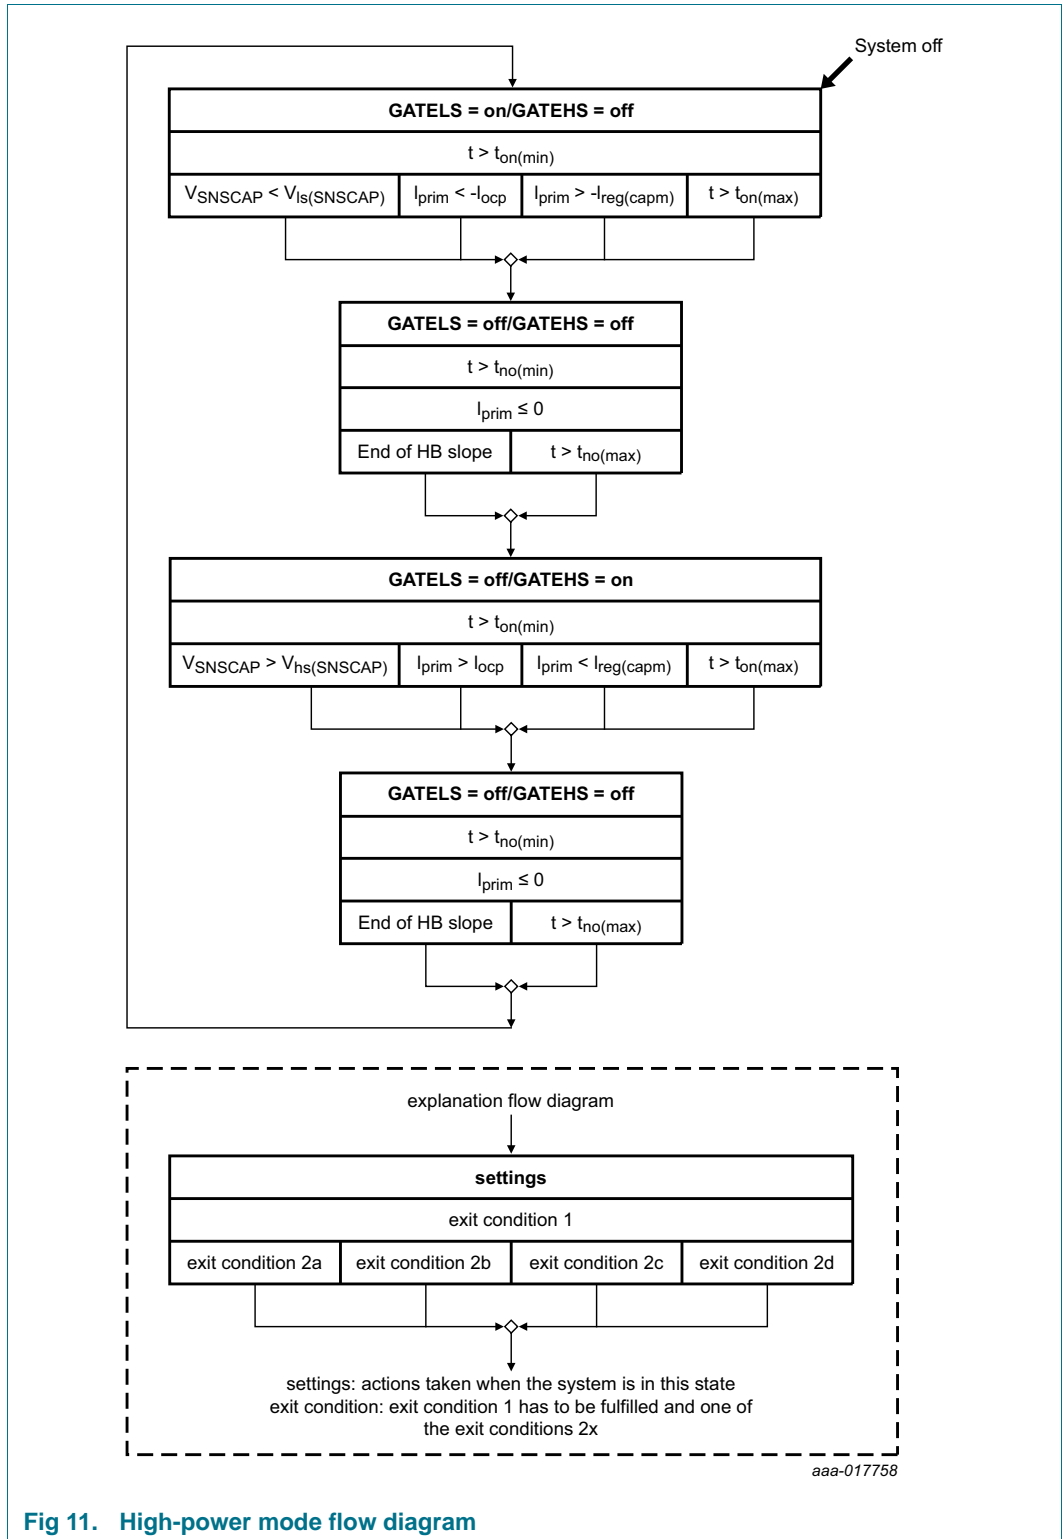 System off
GATELS = on/GATEHS = off
t > ton(min)
VSNSCAP < Vls(SNSCAP)
Iprim < -Iocp
Iprim > -Ireg(capm)
t > ton(max)
GATELS = off/GATEHS = off
t > tno(min)
Iprim ≤ 0
End of HB slope
t > tno(max)
GATELS = off/GATEHS = on
t > ton(min)
VSNSCAP > Vhs(SNSCAP)
Iprim > Iocp
Iprim < Ireg(capm)
t > ton(max)
GATELS = off/GATEHS = off
t > tno(min)
Iprim ≤ 0
End of HB slope
t > tno(max)
explanation flow diagram
settings
exit condition 1
exit condition 2a
exit condition 2b
exit condition 2c
exit condition 2d
settings: actions taken when the system is in this state
exit condition: exit condition 1 has to be fulfilled and one of
the exit conditions 2x
aaa-017758
Fig 11. High-power mode flow diagram